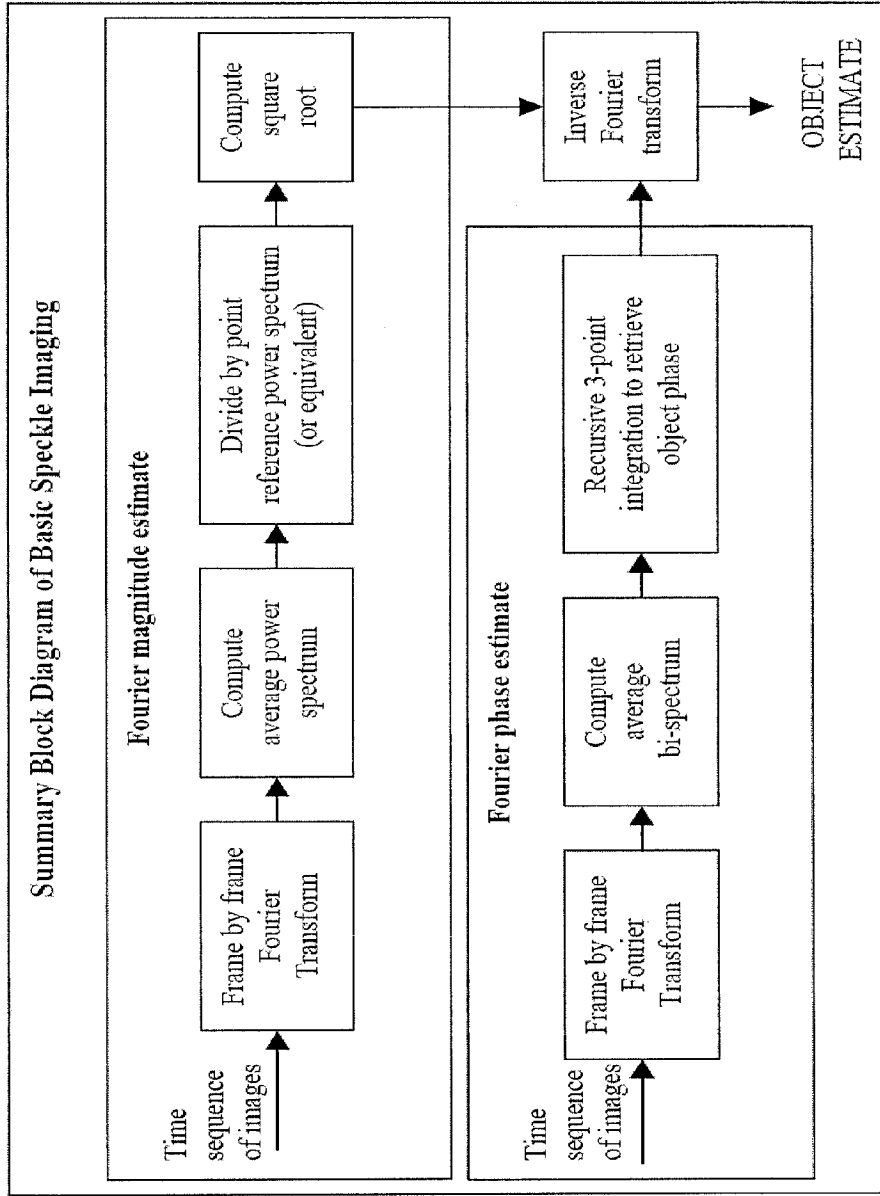 Summary Block Diagram of Basic Speckle Imaging
Fourier magnitude estimate
Time
sequence
of images
Frame by frame
Fourier
Transform
Compute
average power
spectrum
Divide by point
reference power spectrum
(or equivalent)
Compute
square
root
Fourier phase estimate
Time
sequence
of images
Frame by frame
Fourier
Transform
Compute
average
bi-spectrum
Recursive 3-point
integration to retrieve
object phase
Inverse
Fourier
transform
OBJECT
ESTIMATE